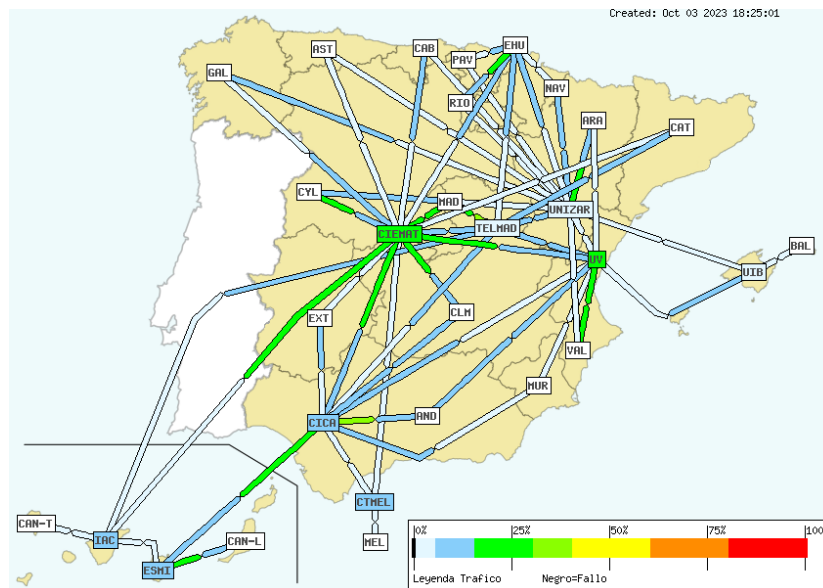 Created: Oct 03 2023 18:25:01
AST
CAB
EHU
PAV
GAL
NAV
RIO
ARA
CAT
CYL
MAD
UNIZAR
TELMAD
CIEMAT
BAL
UV
UIB
EXT
CLM
VAL
MUR
AND
CICA
CTMEL
CAN-T
IAC
CAN-L
MEL
ESMI
0% 25% 50% 75% 100
Leyenda Trafico Negro=Fallo